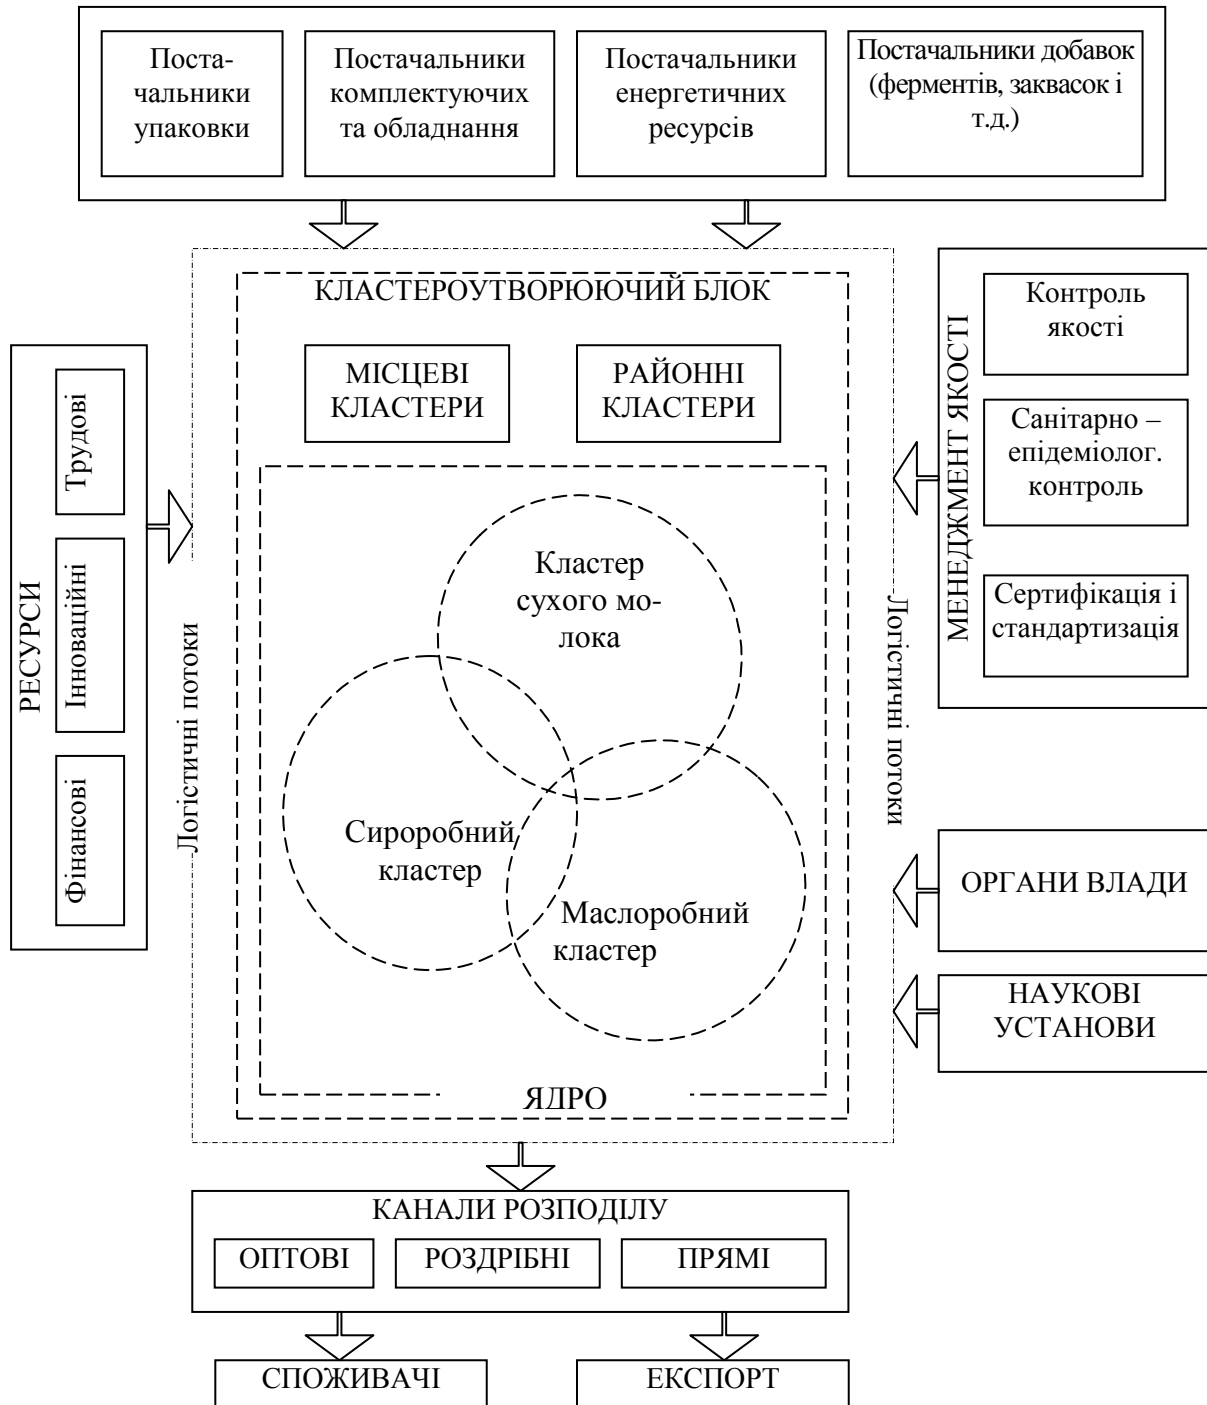 Поста-
чальники
упаковки
Постачальники
комплектуючих
та обладнання
Постачальники
енергетичних
ресурсів
Постачальники добавок
(ферментів, заквасок і
т.д.)
КЛАСТЕРОУТВОРЮЮЧИЙ БЛОК
МІСЦЕВІ
КЛАСТЕРИ
РАЙОННІ
КЛАСТЕРИ
РЕСУРСИ
Трудові
Інноваційні
Фінансові
Логістичні потоки
Кластер
сухого мо-
лока
Сироробний
кластер
Маслоробний
кластер
ЯДРО
Логістичні потоки
МЕНЕДЖМЕНТ ЯКОСТІ
Контроль
якості
Санітарно –
епідеміолог.
контроль
Сертифікація і
стандартизація
ОРГАНИ ВЛАДИ
НАУКОВІ
УСТАНОВИ
КАНАЛИ РОЗПОДІЛУ
ОПТОВІ
РОЗДРІБНІ
ПРЯМІ
СПОЖИВАЧІ
ЕКСПОРТ